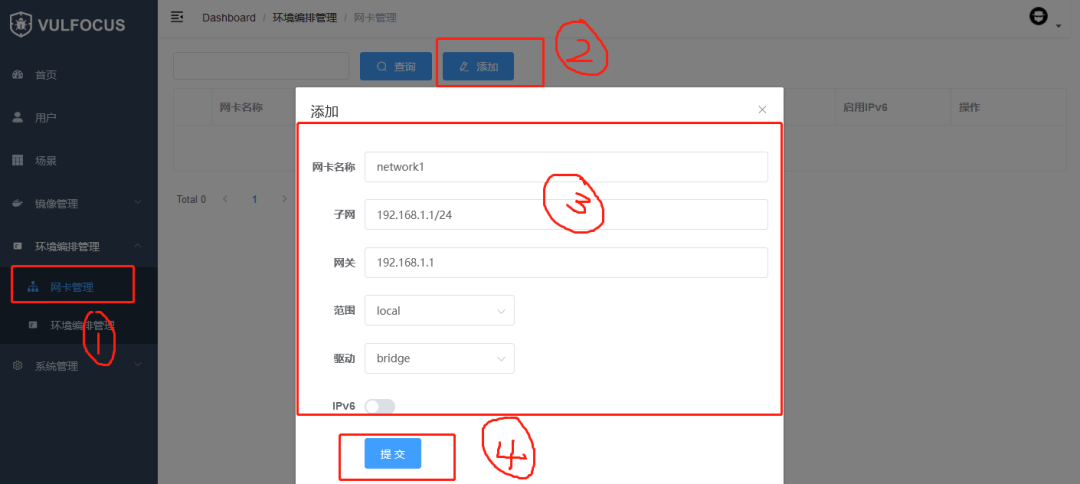 VULFOCUS
Dashboard / 环境编排管理 / 网卡管理
首页
用户
场景
镜像管理
环境编排管理
网卡管理
环境编排管理
系统管理
1
查询
添加
2
网卡名称
启用IPv6
操作
Total 0
1
添加
网卡名称
network1
子网
192.168.1.1/24
网关
192.168.1.1
范围
local
驱动
bridge
IPv6
3
提交
4